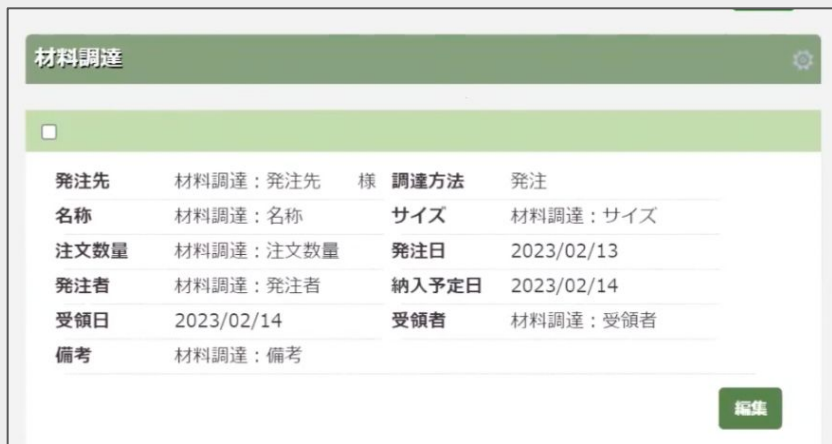 材料調達
発注先 材料調達：発注先 様 調達方法 発注
名称 材料調達：名称 サイズ 材料調達：サイズ
注文数量 材料調達：注文数量 発注日 2023/02/13
発注者 材料調達：発注者 納入予定日 2023/02/14
受領日 2023/02/14 受領者 材料調達：受領者
備考 材料調達：備考
編集